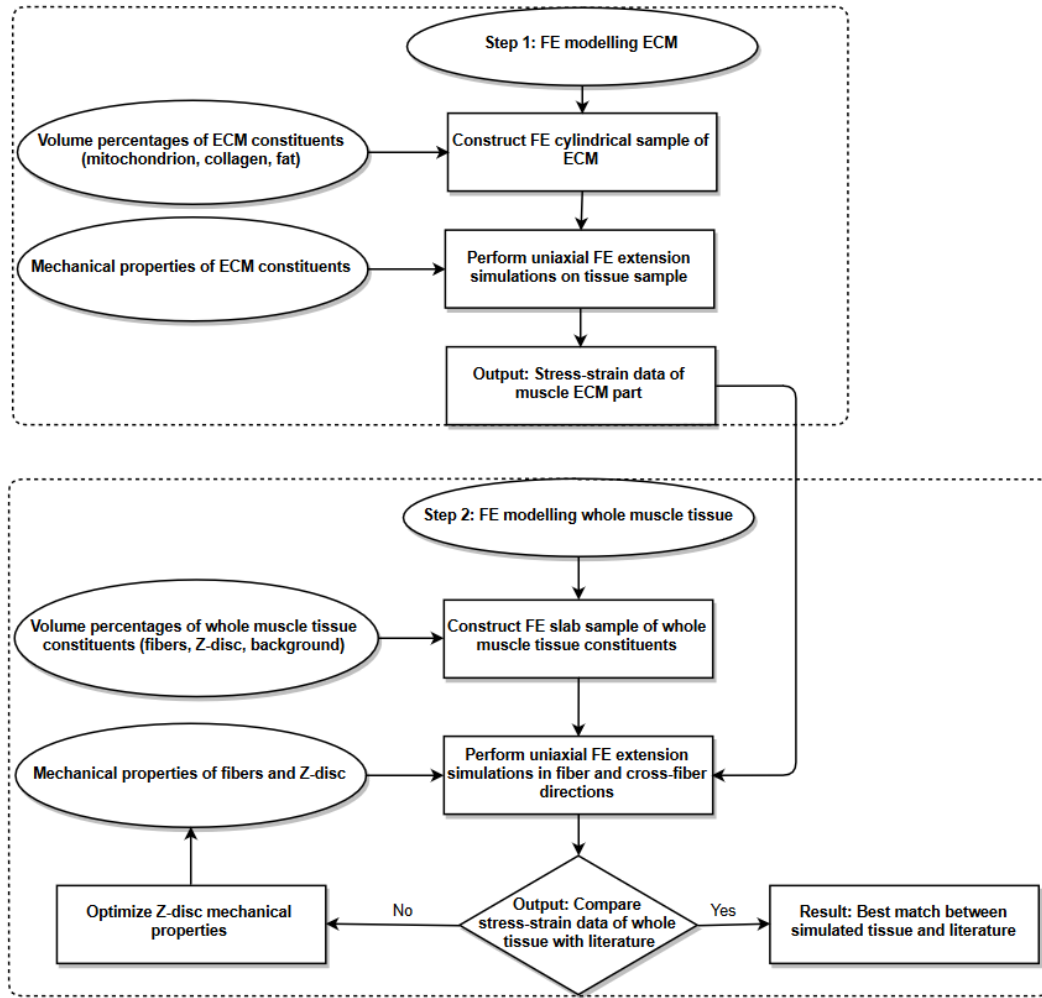 Step 1: FE modelling ECM
Volume percentages of ECM constituents
(mitochondrion, collagen, fat)
Construct FE cylindrical sample of
ECM
Mechanical properties of ECM constituents
Perform uniaxial FE extension
simulations on tissue sample
Output: Stress-strain data of
muscle ECM part
Step 2: FE modelling whole muscle tissue
Volume percentages of whole muscle tissue
constituents (fibers, Z-disc, background)
Construct FE slab sample of whole
muscle tissue constituents
Mechanical properties of fibers and Z-disc
Perform uniaxial FE extension
simulations in fiber and cross-fiber
directions
Optimize Z-disc mechanical
properties
No
Output: Compare
stress-strain data of whole
tissue with literature
Yes
Result: Best match between
simulated tissue and literature